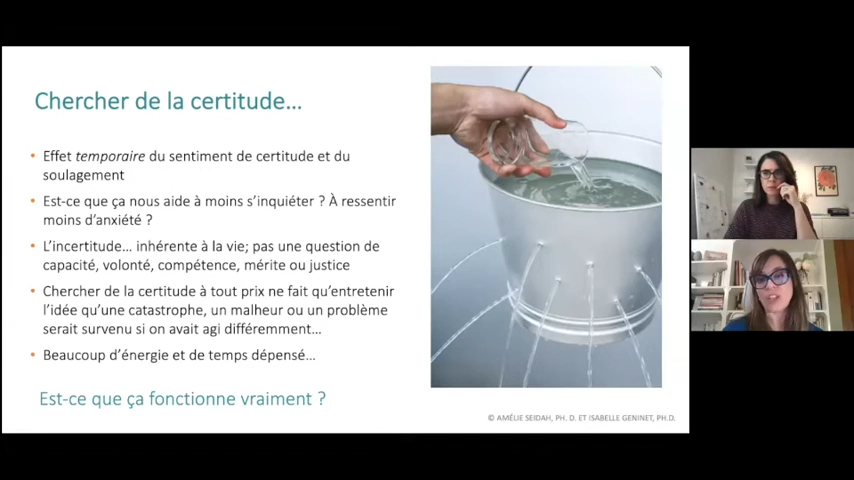 Chercher de la certitude…
• Effet temporaire du sentiment de certitude et du
soulagement
• Est-ce que ça nous aide à moins s’inquiéter ? À ressentir
moins d’anxiété ?
• L’incertitude… inhérente à la vie; pas une question de
capacité, volonté, compétence, mérite ou justice
• Chercher de la certitude à tout prix ne fait qu’entretenir
l’idée qu’une catastrophe, un malheur ou un problème
serait survenu si on avait agi différemment…
• Beaucoup d’énergie et de temps dépensé…
Est-ce que ça fonctionne vraiment ?
© AMÉLIE SEIDAH, PH. D. ET ISABELLE GENINET, PH.D.